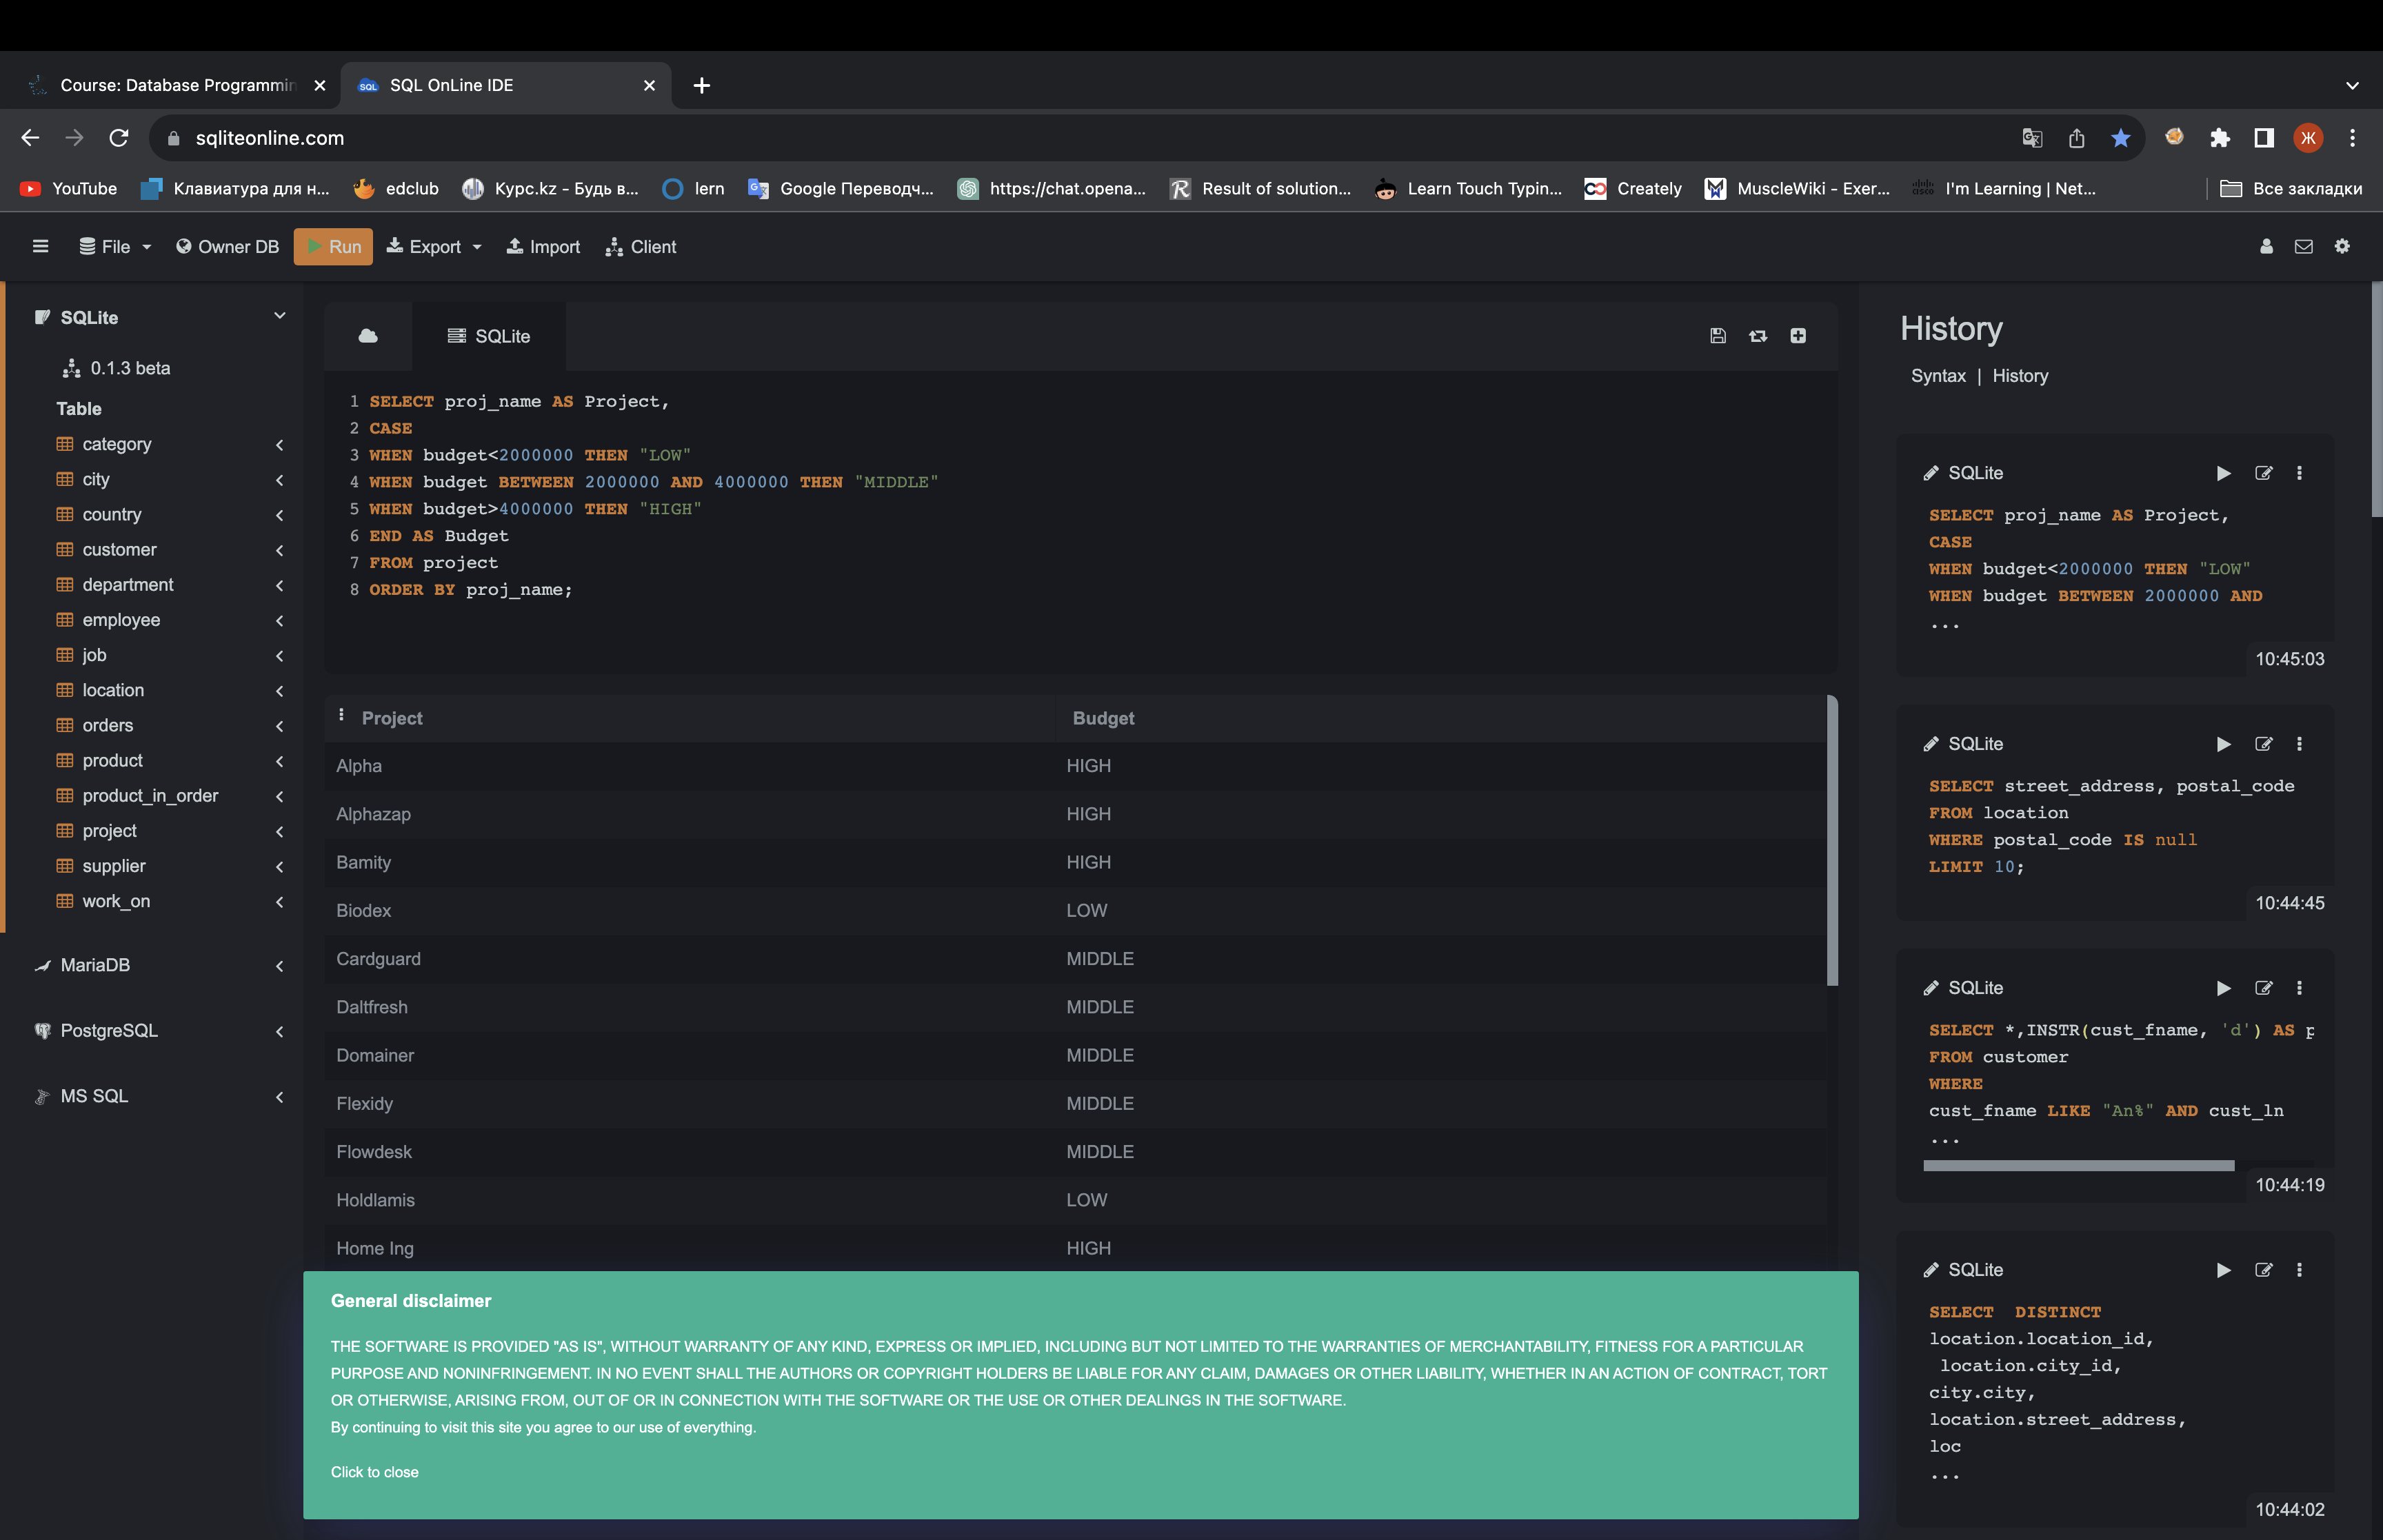 Course: Database Programmin
SQL OnLine IDE
sqliteonline.com
Ж
YouTube
Клавиатура для н...
edclub
Курс.kz - Будь в...
lern
Google Переводч...
https://chat.opena...
Result of solution...
Learn Touch Typin...
Creately
MuscleWiki - Exer...
I'm Learning | Net...
Все закладки
File
Owner DB
Run
Export
Import
Client
SQLite
0.1.3 beta
Table
category
city
country
customer
department
employee
job
location
orders
product
product_in_order
project
supplier
work_on
MariaDB
PostgreSQL
MS SQL
SQLite
1 SELECT proj_name AS Project,
2 CASE
3 WHEN budget<2000000 THEN "LOW"
4 WHEN budget BETWEEN 2000000 AND 4000000 THEN "MIDDLE"
5 WHEN budget>4000000 THEN "HIGH"
6 END AS Budget
7 FROM project
8 ORDER BY proj_name;
Project Budget
Alpha HIGH
Alphazap HIGH
Bamity HIGH
Biodex LOW
Cardguard MIDDLE
Daltfresh MIDDLE
Domainer MIDDLE
Flexidy MIDDLE
Flowdesk MIDDLE
Holdlamis LOW
Home Ing HIGH
General disclaimer
THE SOFTWARE IS PROVIDED "AS IS", WITHOUT WARRANTY OF ANY KIND, EXPRESS OR IMPLIED, INCLUDING BUT NOT LIMITED TO THE WARRANTIES OF MERCHANTABILITY, FITNESS FOR A PARTICULAR
PURPOSE AND NONINFRINGEMENT. IN NO EVENT SHALL THE AUTHORS OR COPYRIGHT HOLDERS BE LIABLE FOR ANY CLAIM, DAMAGES OR OTHER LIABILITY, WHETHER IN AN ACTION OF CONTRACT, TORT
OR OTHERWISE, ARISING FROM, OUT OF OR IN CONNECTION WITH THE SOFTWARE OR THE USE OR OTHER DEALINGS IN THE SOFTWARE.
By continuing to visit this site you agree to our use of everything.
Click to close
History
Syntax | History
SQLite
SELECT proj_name AS Project,
CASE
WHEN budget<2000000 THEN "LOW"
WHEN budget BETWEEN 2000000 AND
...
10:45:03
SQLite
SELECT street_address, postal_code
FROM location
WHERE postal_code IS null
LIMIT 10;
10:44:45
SQLite
SELECT *,INSTR(cust_fname, 'd') AS p
FROM customer
WHERE
cust_fname LIKE "An%" AND cust_ln
...
10:44:19
SQLite
SELECT DISTINCT
location.location_id,
location.city_id,
city.city,
location.street_address,
loc
...
10:44:02